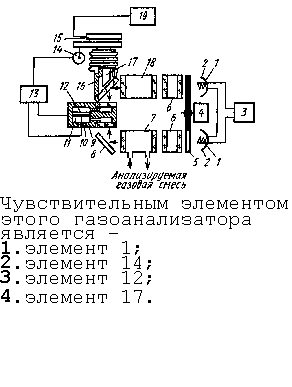 19
15
14
17
16
18
2 1
12
6
13
4
3
7
6
11
10 9
8
5 2 1
Анализируемая
газовая смесь
Чувствительным элементом
этого газоанализатора
является –
1.элемент 1;
2.элемент 14;
3.элемент 12;
4.элемент 17.